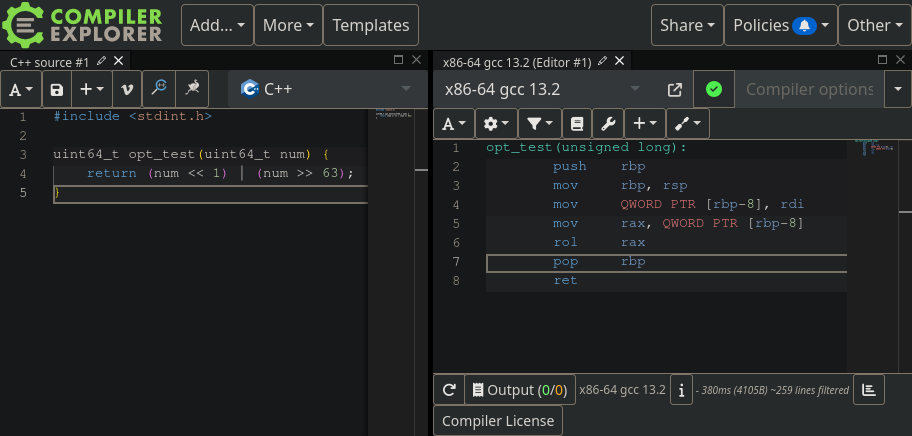 COMPILER EXPLORER
Add... More Templates Share Policies Other
C++ source #1
A + v C++
1 #include <stdint.h>
2
3 uint64_t opt_test(uint64_t num) {
4 return (num << 1) | (num >> 63);
5 }
x86-64 gcc 13.2 (Editor #1)
x86-64 gcc 13.2 Compiler options
A +
1 opt_test(unsigned long):
2 push rbp
3 mov rbp, rsp
4 mov QWORD PTR [rbp-8], rdi
5 mov rax, QWORD PTR [rbp-8]
6 rol rax
7 pop rbp
8 ret
Output (0/0) x86-64 gcc 13.2 i - 380ms (4105B) ~259 lines filtered
Compiler License